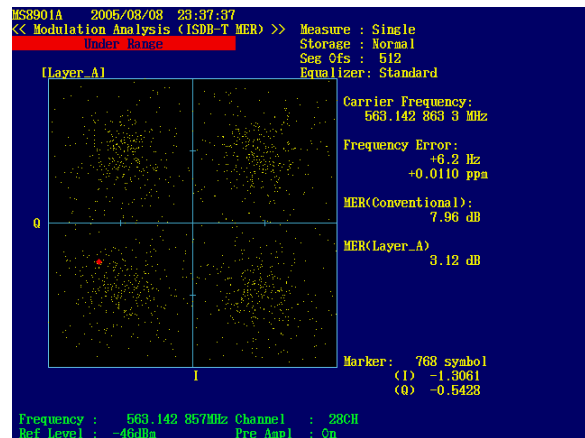 MS8901A 2005/08/08 23:37:37
<< Modulation Analysis (ISDB-T MER) >> Measure : Single
Under Range Storage : Normal
Seg Ofs : 512
[Layer_A] Equalizer: Standard
Carrier Frequency:
563.142 863 3 MHz
Frequency Error:
+6.2 Hz
+0.0110 ppm
MER(Conventional):
7.96 dB
Q
MER(Layer_A)
3.12 dB
Marker: 768 symbol
I (I) -1.3061
(Q) -0.5428
Frequency : 563.142 857MHz Channel : 28CH
Ref Level : -46dBm Pre Ampl : On